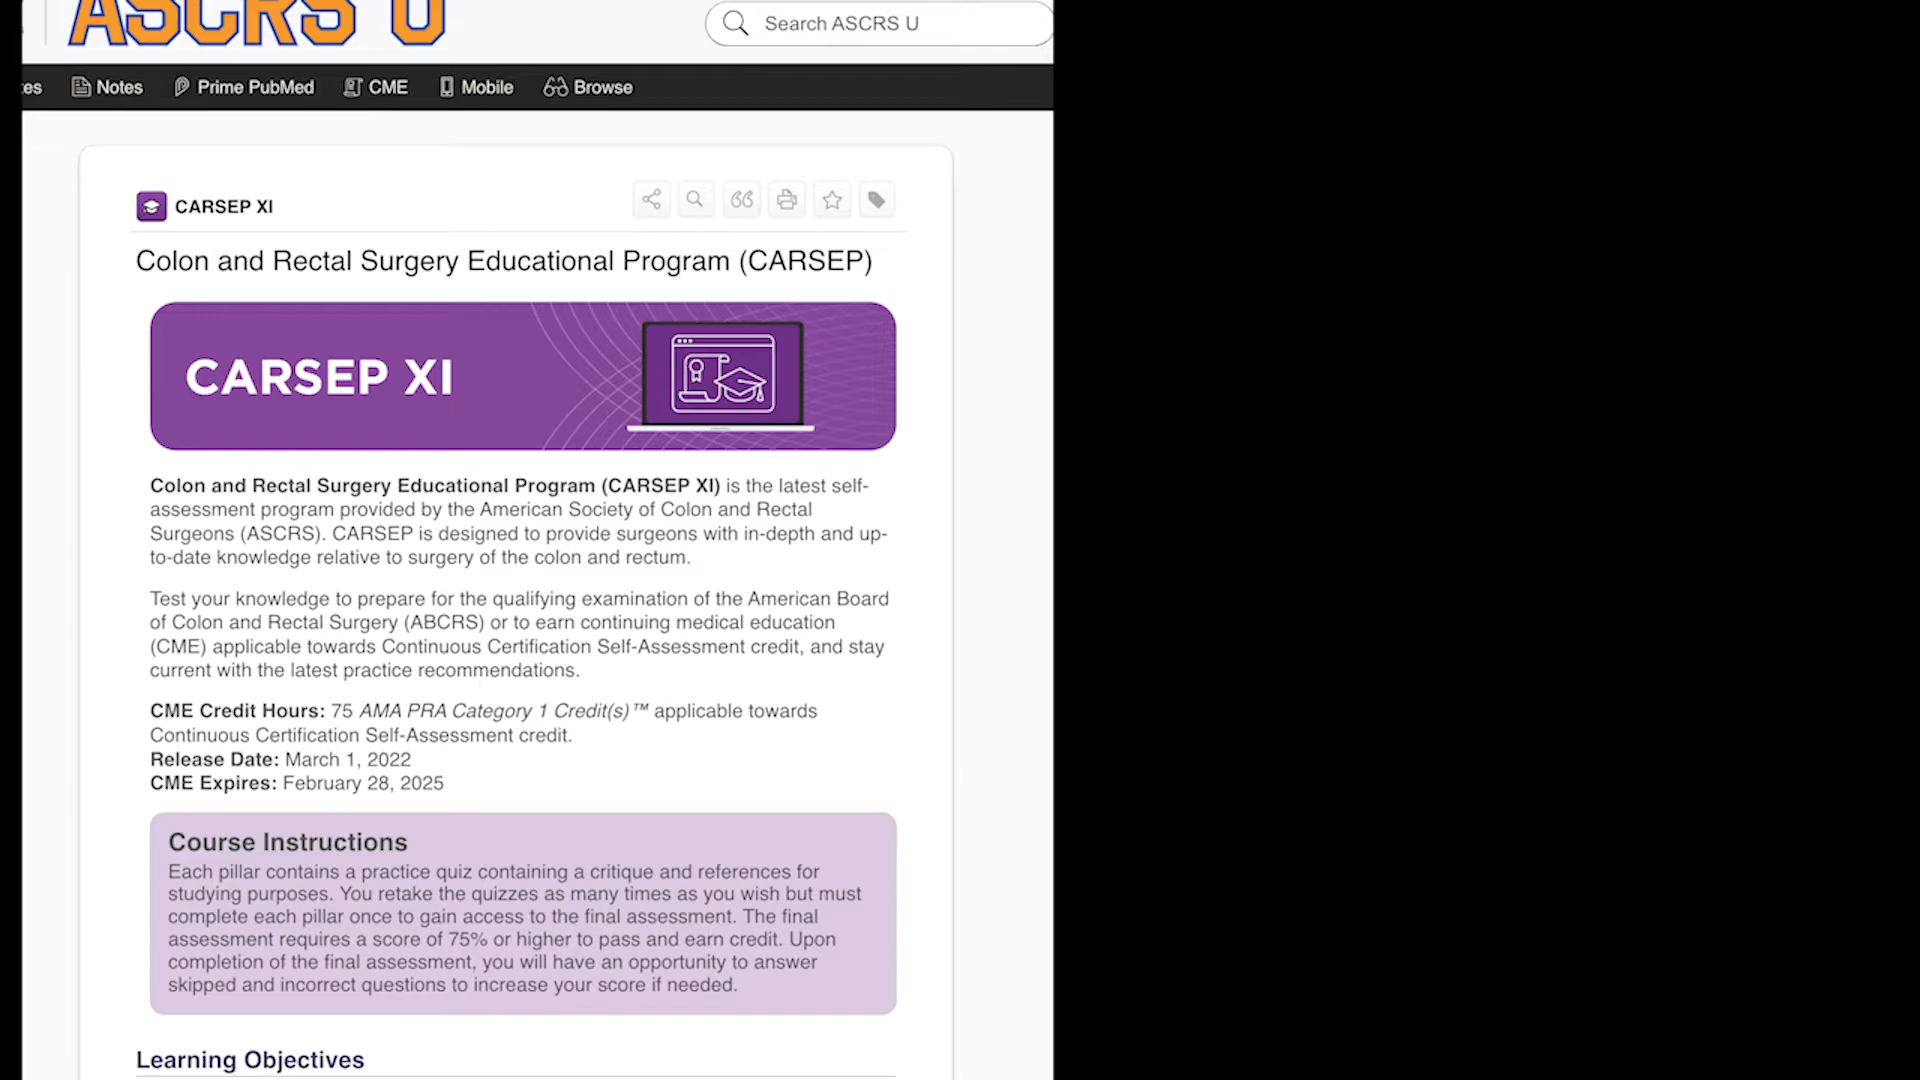 ASCRS U
Search ASCRS U
es Notes Prime PubMed CME Mobile Browse
CARSEP XI
Colon and Rectal Surgery Educational Program (CARSEP)
CARSEP XI
Colon and Rectal Surgery Educational Program (CARSEP XI) is the latest self-
assessment program provided by the American Society of Colon and Rectal
Surgeons (ASCRS). CARSEP is designed to provide surgeons with in-depth and up-
to-date knowledge relative to surgery of the colon and rectum.
Test your knowledge to prepare for the qualifying examination of the American Board
of Colon and Rectal Surgery (ABCRS) or to earn continuing medical education
(CME) applicable towards Continuous Certification Self-Assessment credit, and stay
current with the latest practice recommendations.
CME Credit Hours: 75 AMA PRA Category 1 Credit(s)™ applicable towards
Continuous Certification Self-Assessment credit.
Release Date: March 1, 2022
CME Expires: February 28, 2025
Course Instructions
Each pillar contains a practice quiz containing a critique and references for
studying purposes. You retake the quizzes as many times as you wish but must
complete each pillar once to gain access to the final assessment. The final
assessment requires a score of 75% or higher to pass and earn credit. Upon
completion of the final assessment, you will have an opportunity to answer
skipped and incorrect questions to increase your score if needed.
Learning Objectives